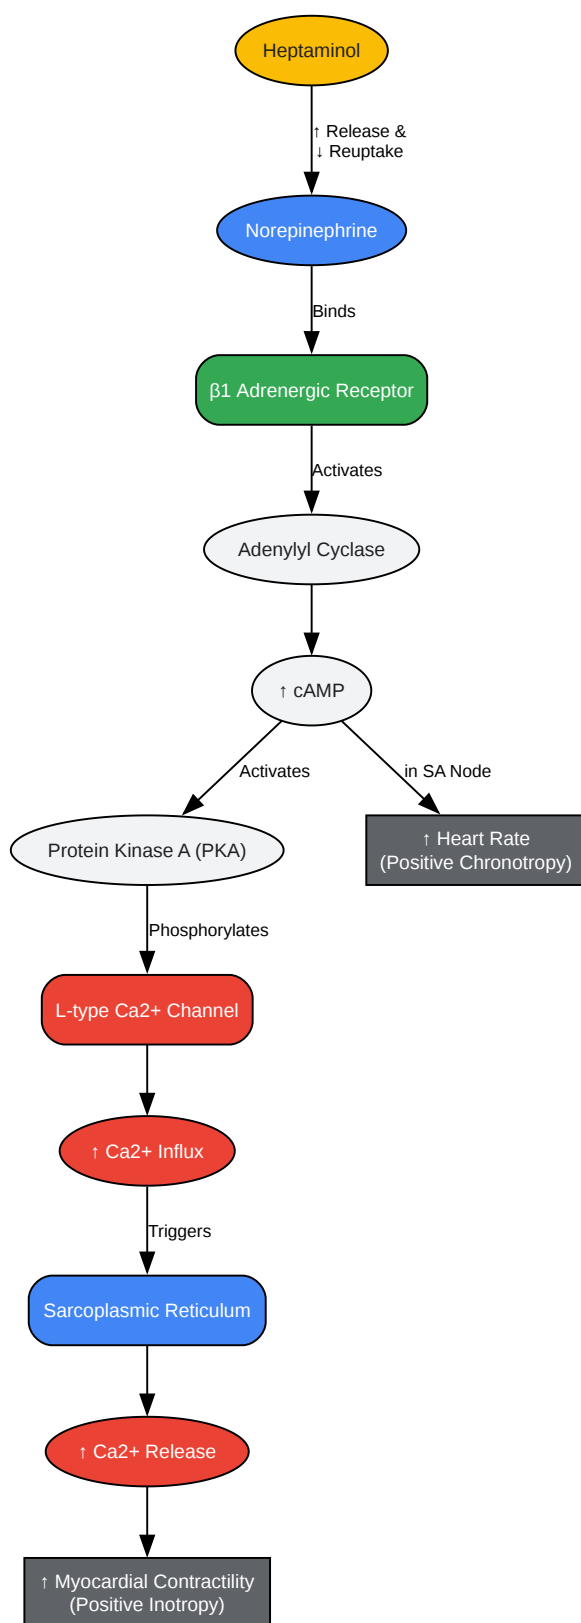 Heptaminol
↑ Release &
↓ Reuptake
Norepinephrine
Binds
β1 Adrenergic Receptor
Activates
Adenylyl Cyclase
↑ cAMP
Activates
in SA Node
Protein Kinase A (PKA)
↑ Heart Rate
(Positive Chronotropy)
Phosphorylates
L-type Ca2+ Channel
↑ Ca2+ Influx
Triggers
Sarcoplasmic Reticulum
↑ Ca2+ Release
↑ Myocardial Contractility
(Positive Inotropy)